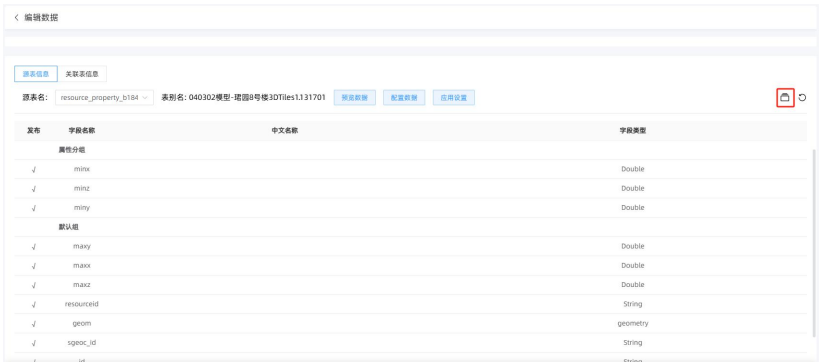 < 编辑数据
源表信息 关联表信息
源表名: resource_property_b184 表别名: 040302模型-珺园8号楼3DTiles1.131701 预览数据 配置数据 应用设置
发布 字段名称 中文名称 字段类型
属性分组
√ minx Double
√ minz Double
√ miny Double
默认组
√ maxy Double
√ maxx Double
√ maxz Double
√ resourceid String
√ geom geometry
√ sgeoc_id String
√ id String